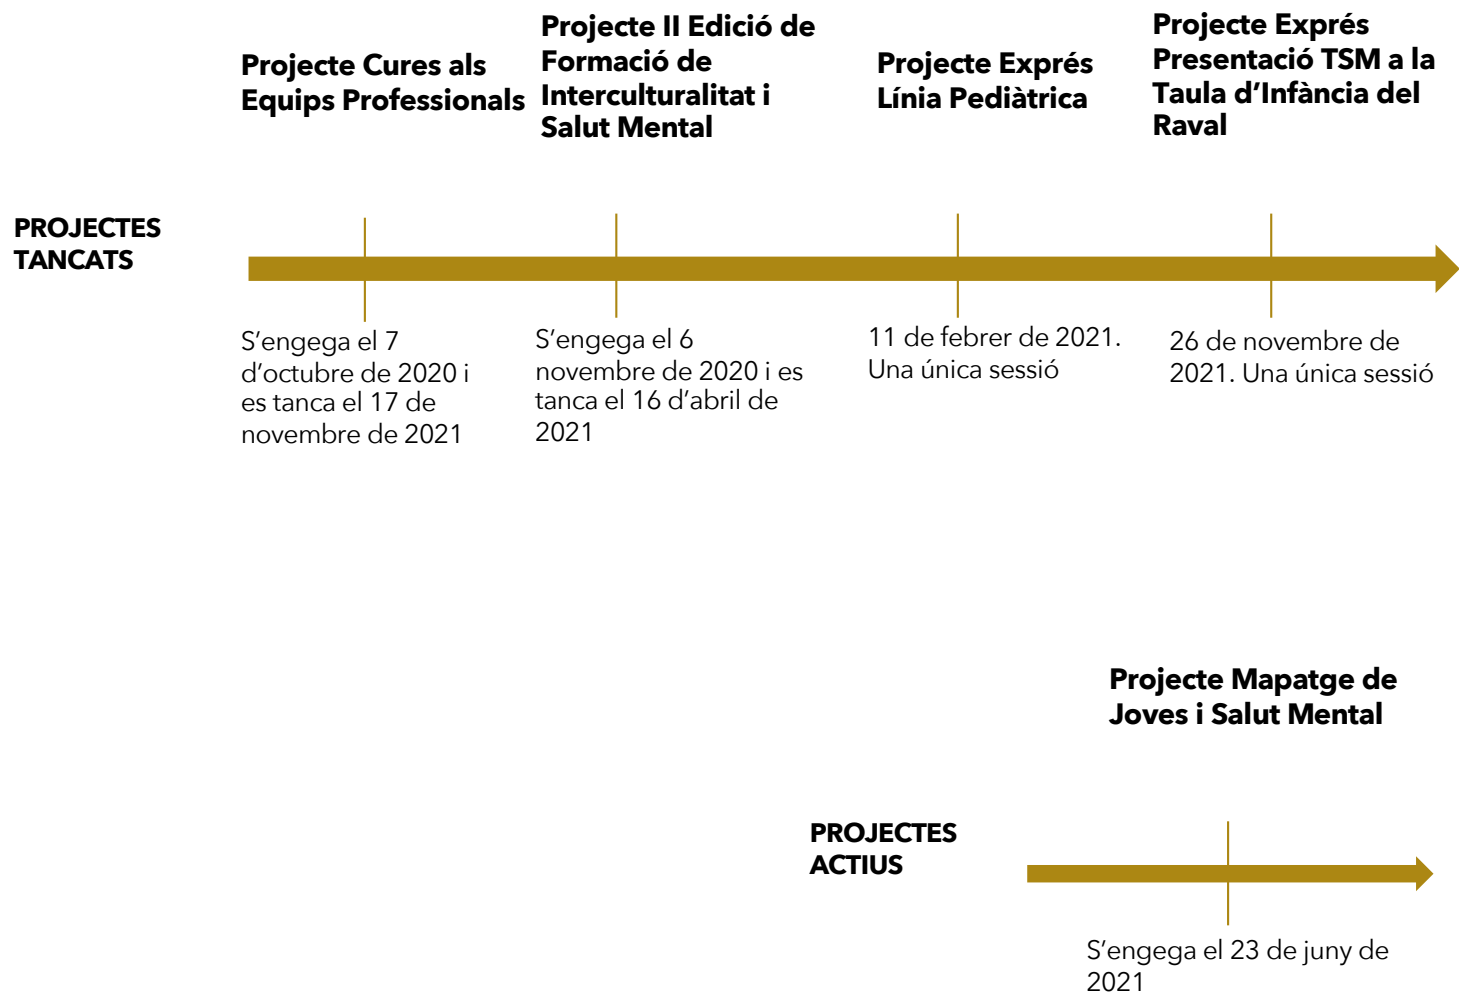 Projecte Cures als
Equips Professionals
Projecte II Edició de
Formació de
Interculturalitat i
Salut Mental
Projecte Exprés
Línia Pediàtrica
Projecte Exprés
Presentació TSM a la
Taula d’Infància del
Raval
PROJECTES
TANCATS
S’engega el 7
d’octubre de 2020 i
es tanca el 17 de
novembre de 2021
S’engega el 6
novembre de 2020 i es
tanca el 16 d’abril de
2021
11 de febrer de 2021.
Una única sessió
26 de novembre de
2021. Una única sessió
Projecte Mapatge de
Joves i Salut Mental
PROJECTES
ACTIUS
S’engega el 23 de juny de
2021